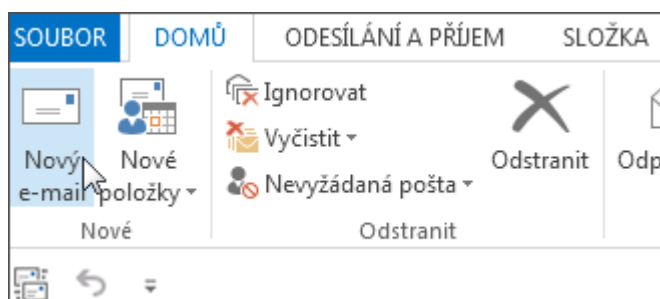 SOUBOR DOMŮ ODESÍLÁNÍ A PŘÍJEM SLOŽKA
Nový
e-mail
Nové
položky
Nové
Ignorovat
Vyčistit
Nevyžádaná pošta
Odstranit
Odstranit